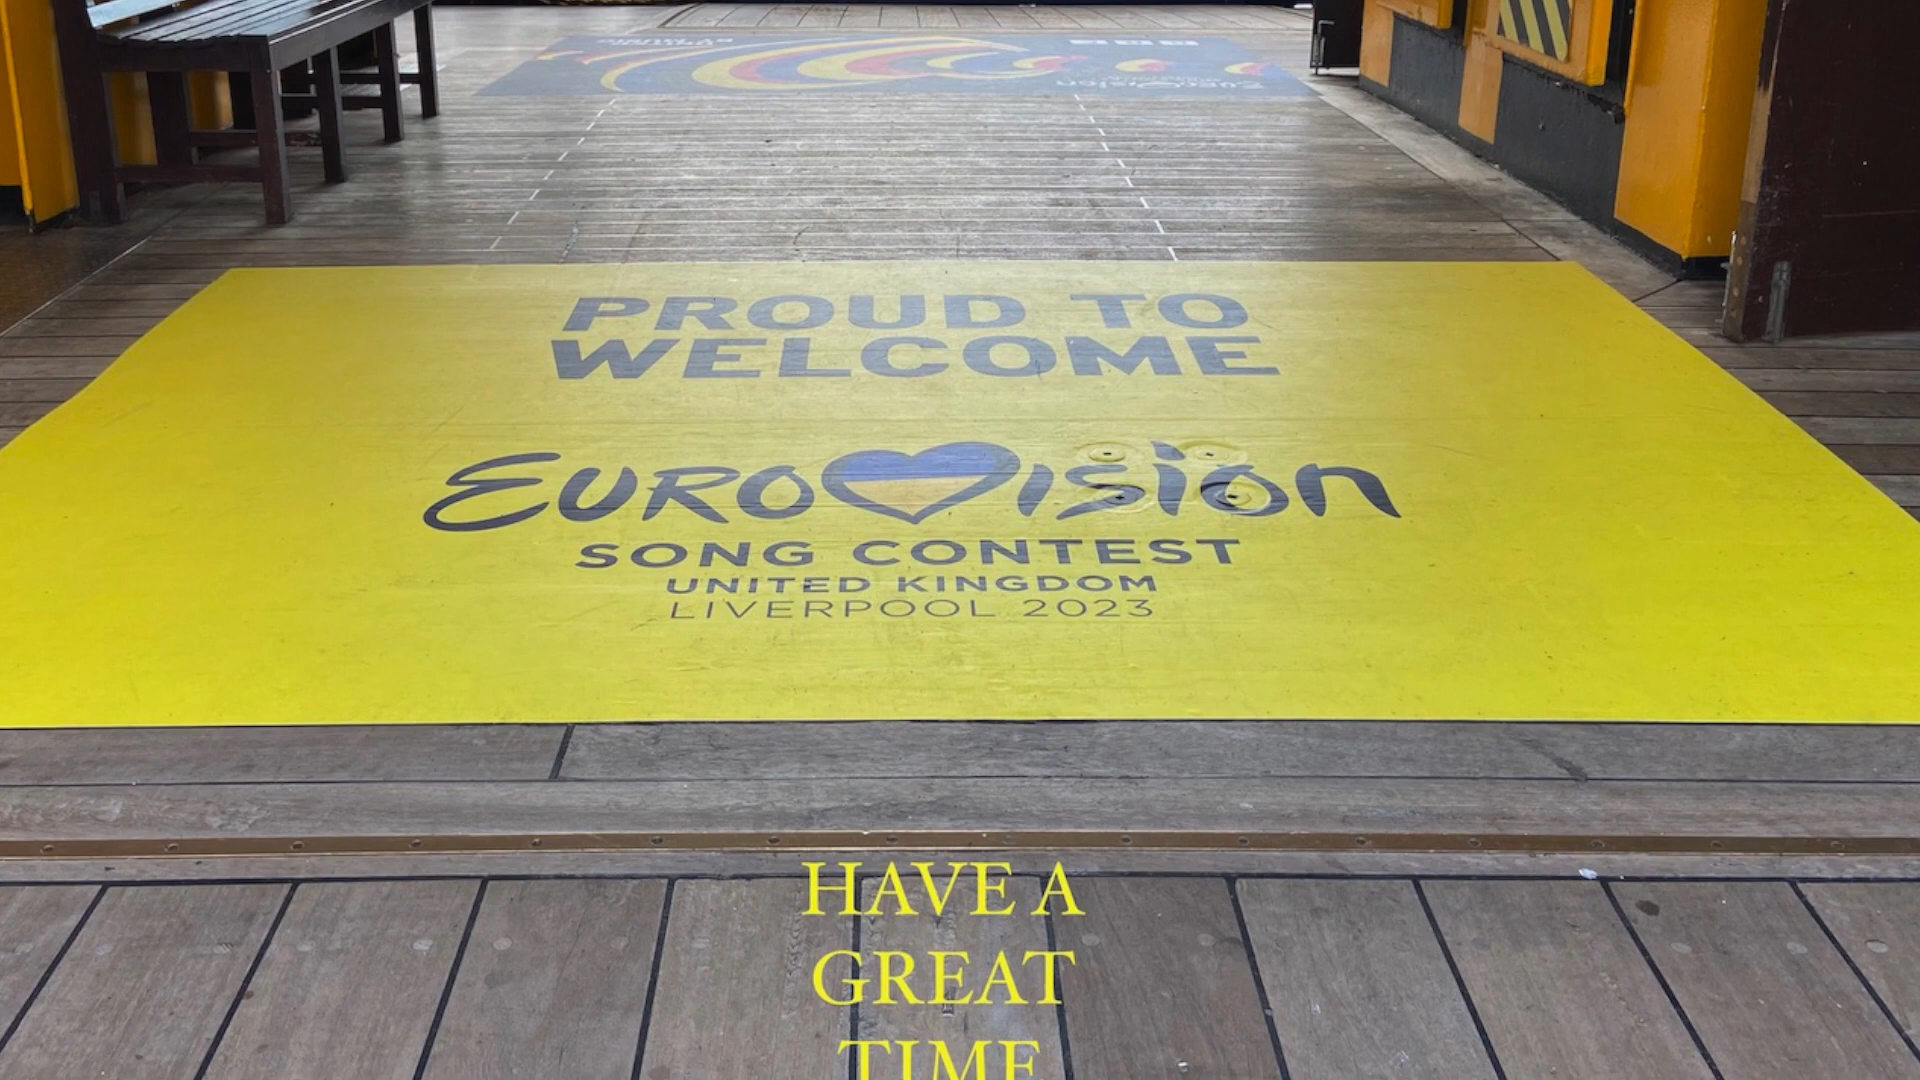 PROUD TO
WELCOME
EUROVISION
SONG CONTEST
UNITED KINGDOM
LIVERPOOL 2023
HAVE A
GREAT
TIME